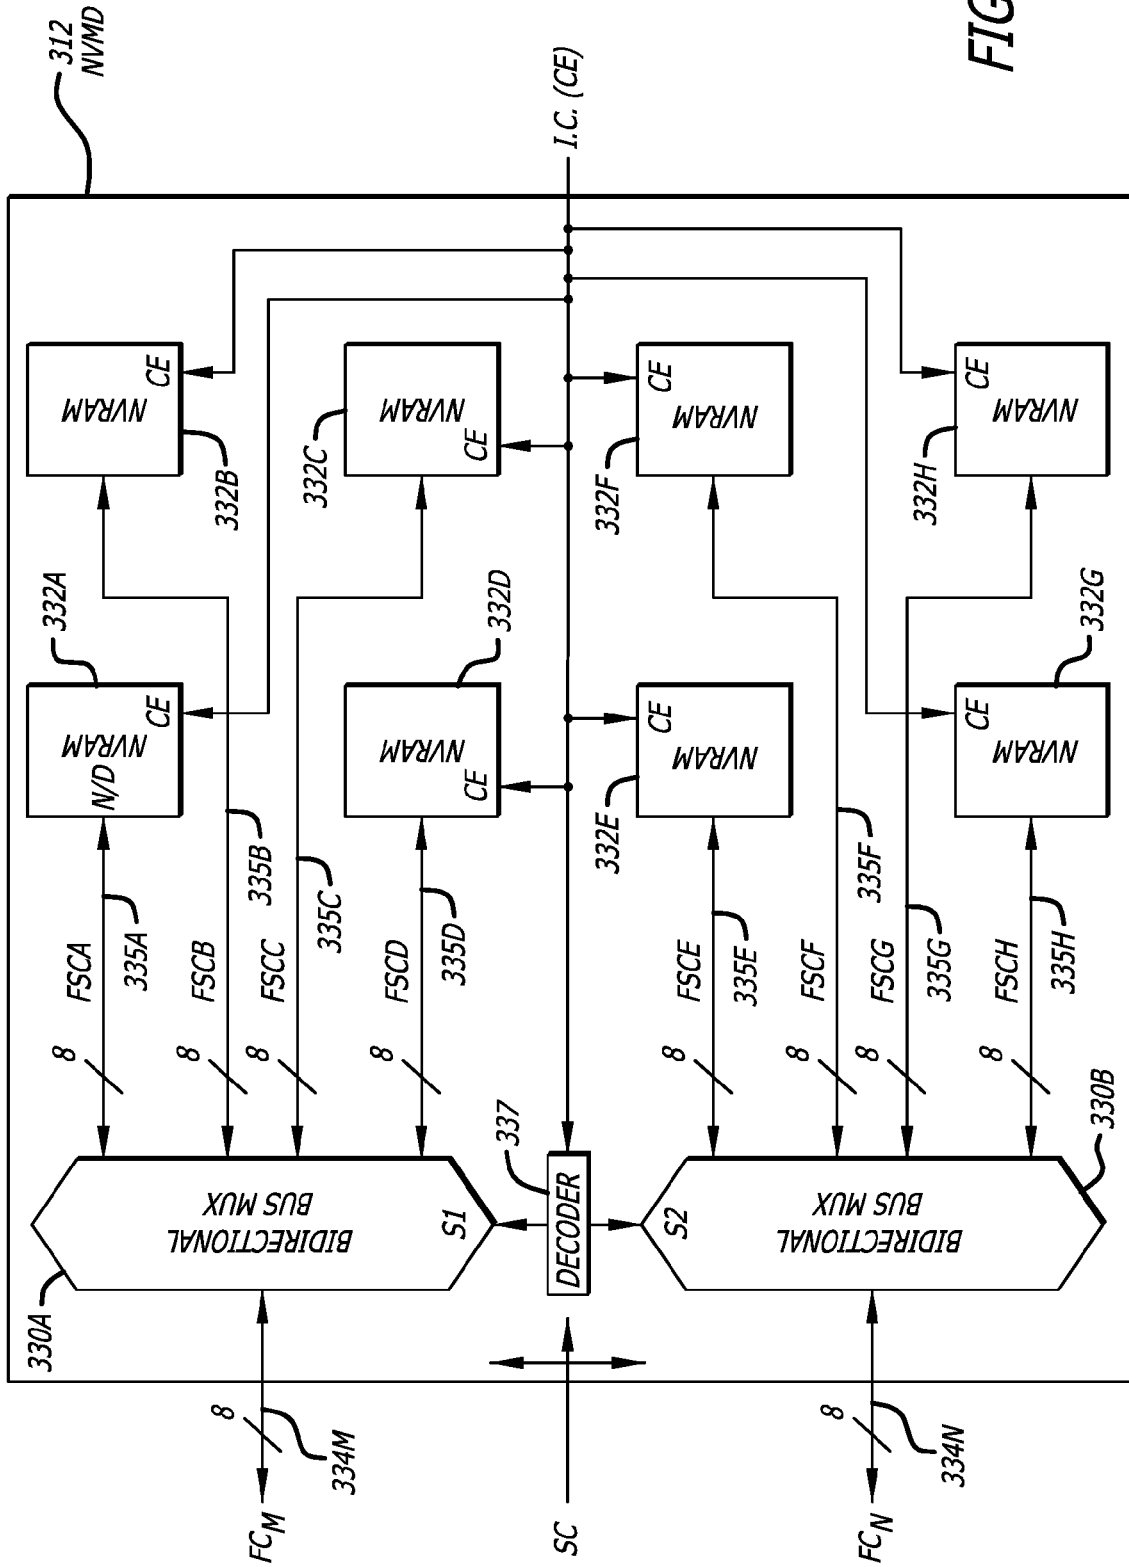 312
NVMD
332A
332B
330A
8
FSCA
335A
NVRAM
N/D
CE
NVRAM
CE
8
FSCB
335B
BIDIRECTIONAL
BUS MUX
S1
8
FSCC
335C
332D
332C
FCM
8
334M
8
FSCD
335D
NVRAM
CE
NVRAM
CE
SC
DECODER
337
I.C. (CE)
332E
332F
8
FSCE
335E
NVRAM
CE
NVRAM
CE
S2
BIDIRECTIONAL
BUS MUX
8
FSCF
335F
FCN
8
334N
8
FSCG
335G
332H
8
FSCH
335H
NVRAM
CE
332G
NVRAM
CE
330B
FIG